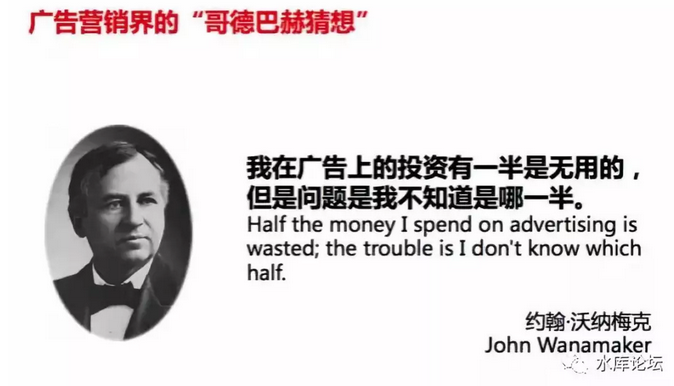 广告营销界的“哥德巴赫猜想”
我在广告上的投资有一半是无用的，
但是问题是我不知道是哪一半。
Half the money I spend on advertising is
wasted; the trouble is I don't know which
half.
约翰·沃纳梅克
John Wanamaker
水库论坛